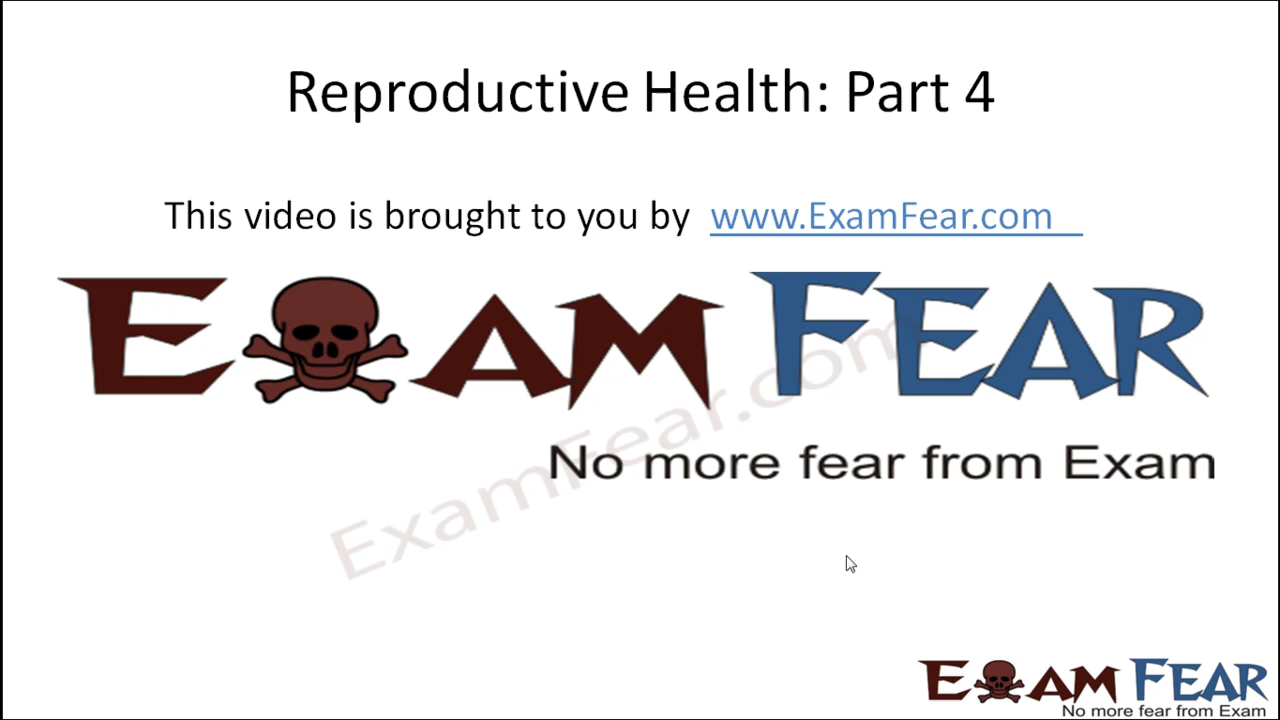 Reproductive Health: Part 4
This video is brought to you by www.ExamFear.com
EXAM FEAR
No more fear from Exam
ExamFear.com
EXAM FEAR
No more fear from Exam